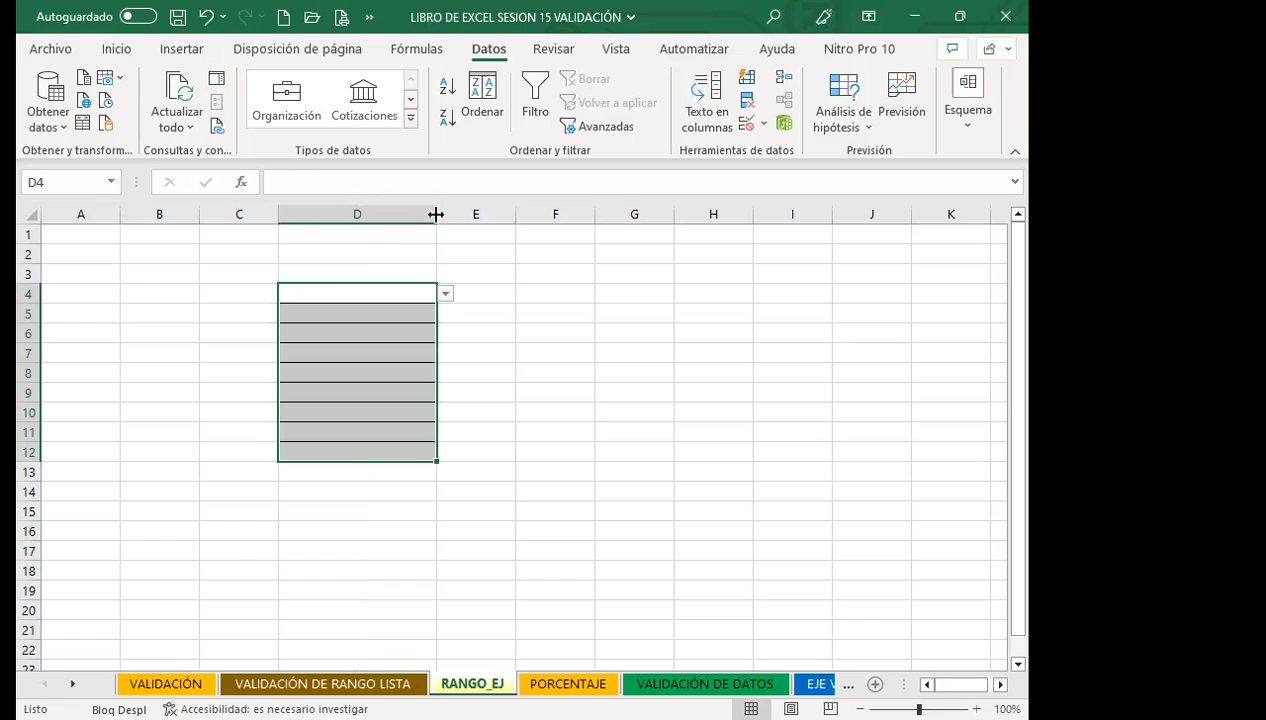 Autoguardado
LIBRO DE EXCEL SESION 15 VALIDACIÓN
Archivo Inicio Insertar Disposición de página Fórmulas Datos Revisar Vista Automatizar Ayuda Nitro Pro 10
Obtener datos
Actualizar todo
Organización Cotizaciones
Ordenar
Filtro
Borrar
Volver a aplicar
Avanzadas
Texto en columnas
Análisis de hipótesis
Previsión
Esquema
Obtener y transform... Consultas y con... Tipos de datos Ordenar y filtrar Herramientas de datos Previsión
D4
fx
A B C D E F G H I J K
1
2
3
4
5
6
7
8
9
10
11
12
13
14
15
16
17
18
19
20
21
22
23
VALIDACIÓN VALIDACIÓN DE RANGO LISTA RANGO_EJ PORCENTAJE VALIDACIÓN DE DATOS EJE ...
Listo Bloq Despl Accesibilidad: es necesario investigar 100%